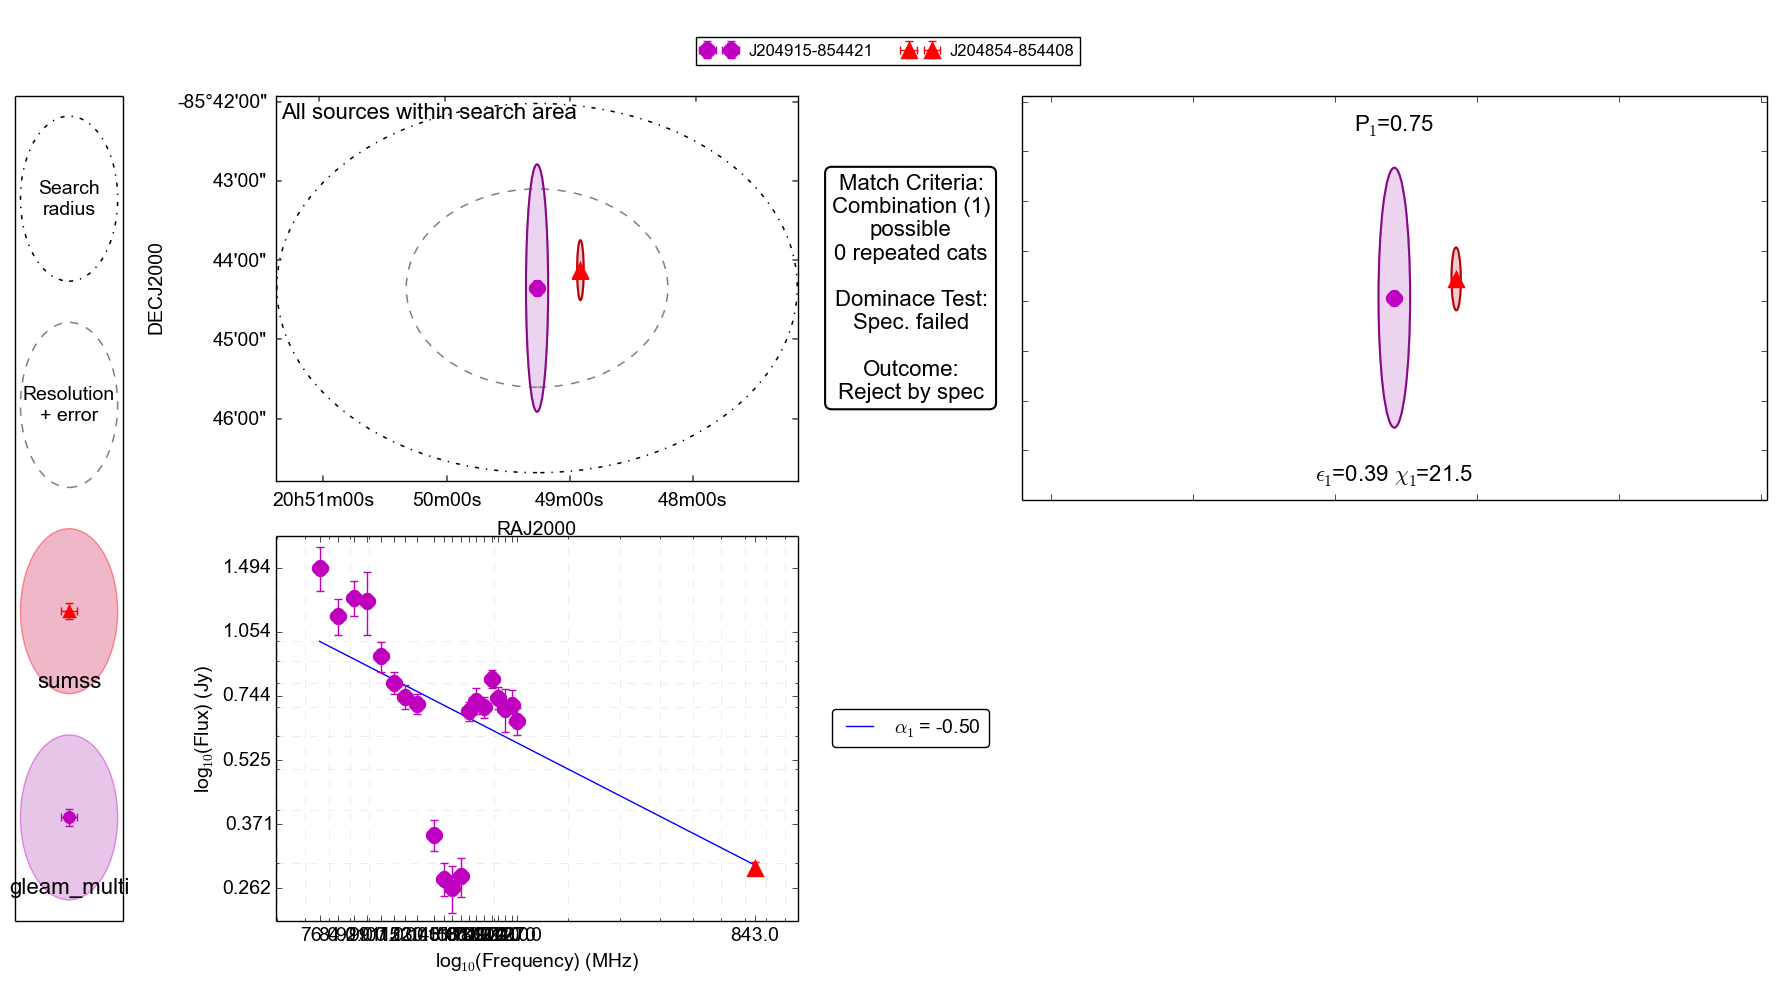 J204915-854421
J204854-854408
Search
radius
Resolution
+ error
sumss
gleam_multi
All sources within search area
DECJ2000
-85°42'00"
43'00"
44'00"
45'00"
46'00"
20h51m00s
50m00s
49m00s
48m00s
RAJ2000
Match Criteria:
Combination (1)
possible
0 repeated cats
Dominace Test:
Spec. failed
Outcome:
Reject by spec
P₁=0.75
ϵ₁=0.39 χ₁=21.5
log₁₀(Flux) (Jy)
1.494
1.054
0.744
0.525
0.371
0.262
843.0
log₁₀(Frequency) (MHz)
α₁ = -0.50